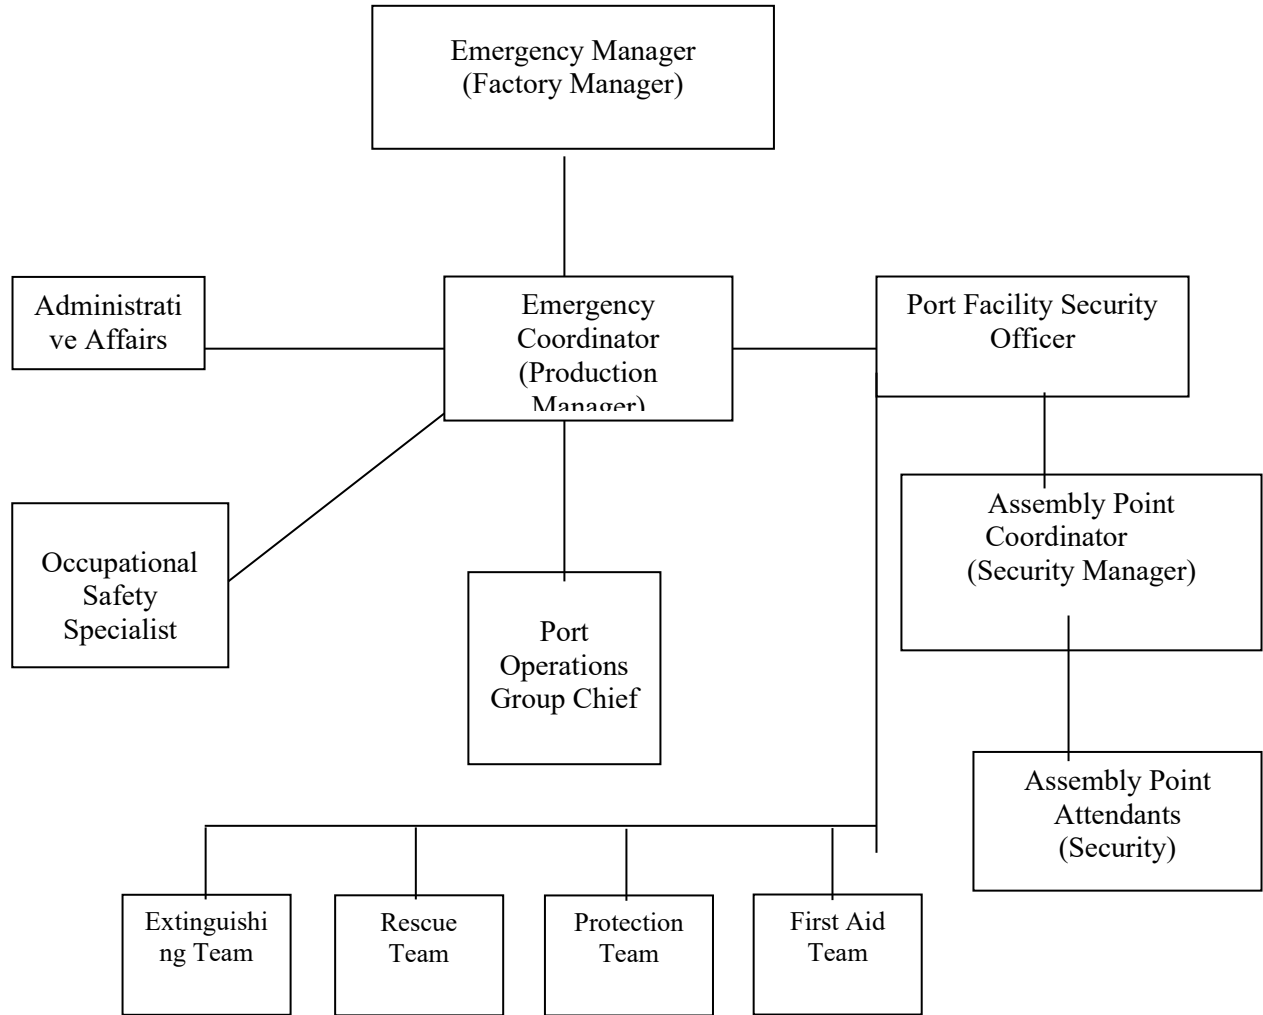 Emergency Manager
(Factory Manager)
Administrati
ve Affairs
Emergency
Coordinator
(Production
Manager)
Port Facility Security
Officer
Occupational
Safety
Specialist
Port
Operations
Group Chief
Assembly Point
Coordinator
(Security Manager)
Assembly Point
Attendants
(Security)
Extinguishi
ng Team
Rescue
Team
Protection
Team
First Aid
Team